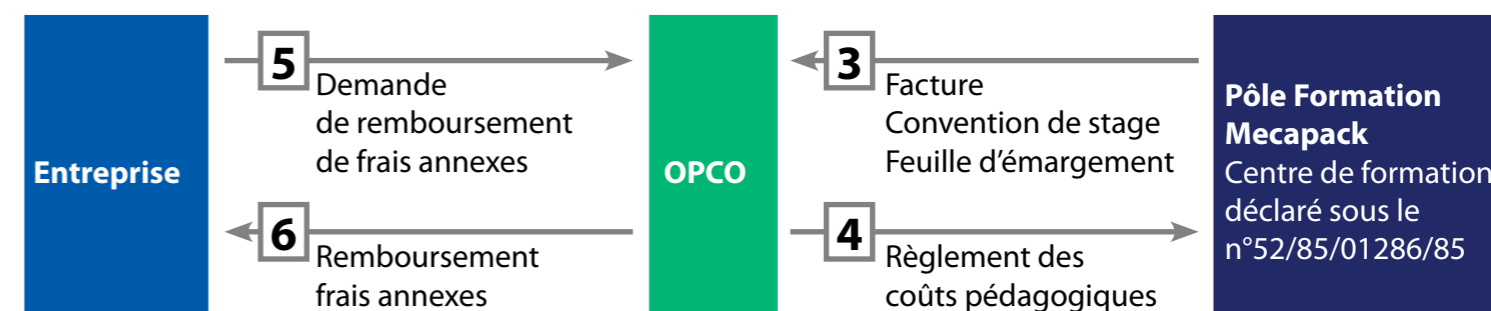 Entreprise
5
Demande
de remboursement
de frais annexes
6
Remboursement
frais annexes
OPCO
3
Facture
Convention de stage
Feuille d'émargement
4
Règlement des
coûts pédagogiques
Pôle Formation
Mecapack
Centre de formation
déclaré sous le
n°52/85/01286/85